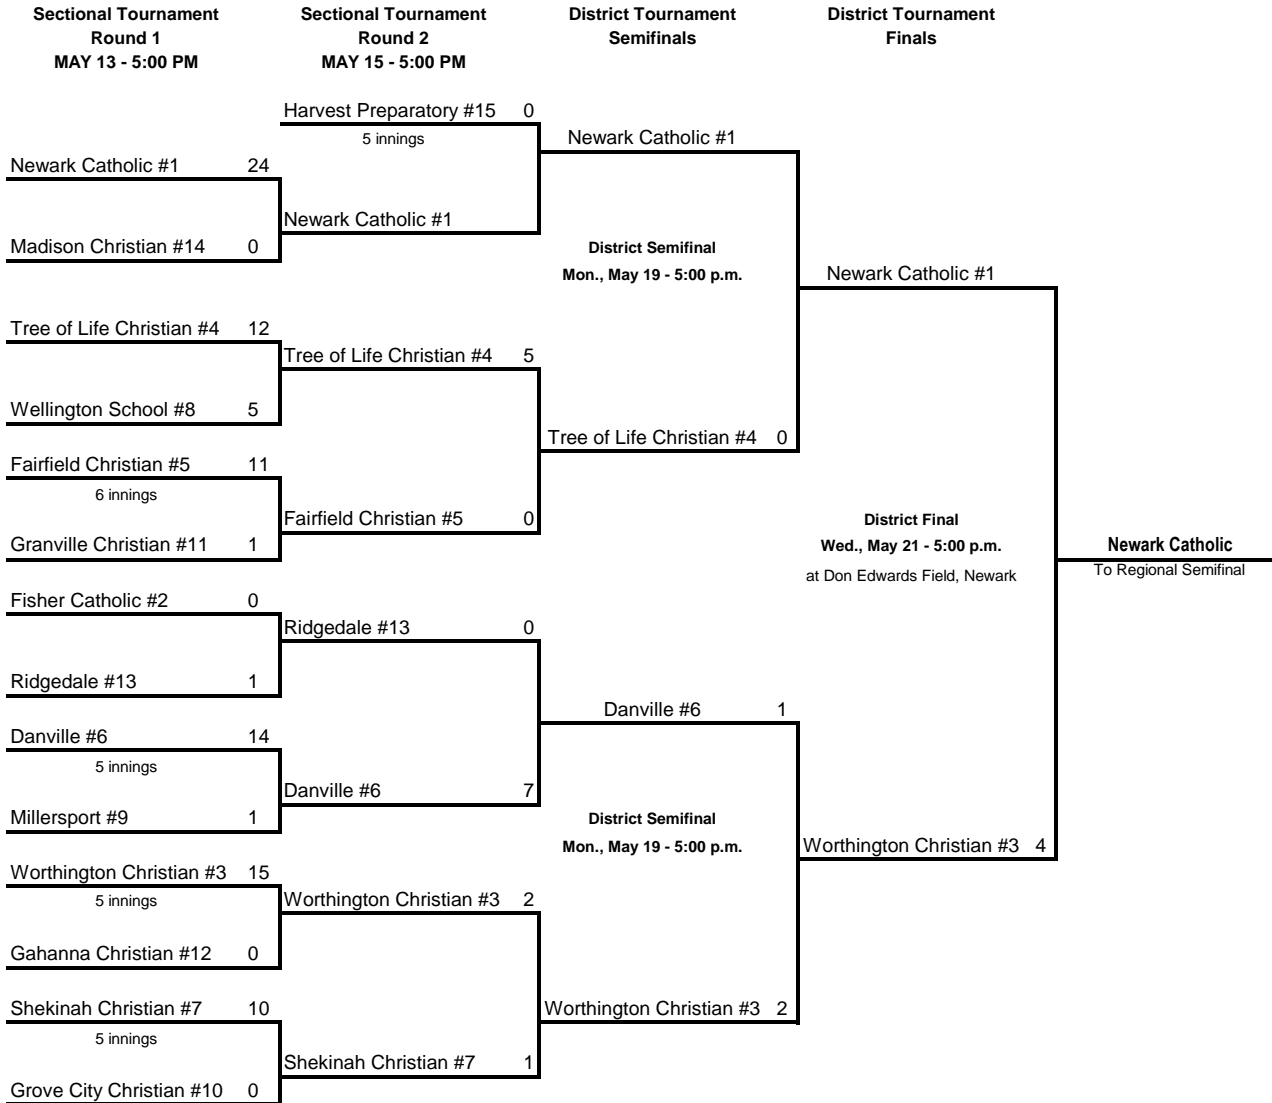 Sectional Tournament
Round 1
MAY 13 - 5:00 PM
Sectional Tournament
Round 2
MAY 15 - 5:00 PM
District Tournament
Semifinals
District Tournament
Finals
Harvest Preparatory #15 0
5 innings
Newark Catholic #1
Newark Catholic #1 24
Newark Catholic #1
Madison Christian #14 0
District Semifinal
Mon., May 19 - 5:00 p.m.
Newark Catholic #1
Tree of Life Christian #4 12
Tree of Life Christian #4 5
Wellington School #8 5
Tree of Life Christian #4 0
Fairfield Christian #5 11
6 innings
Fairfield Christian #5 0
Granville Christian #11 1
District Final
Wed., May 21 - 5:00 p.m.
at Don Edwards Field, Newark
Newark Catholic
To Regional Semifinal
Fisher Catholic #2 0
Ridgedale #13 0
Ridgedale #13 1
Danville #6 1
Danville #6 14
5 innings
Danville #6 7
Millersport #9 1
District Semifinal
Mon., May 19 - 5:00 p.m.
Worthington Christian #3 4
Worthington Christian #3 15
5 innings
Worthington Christian #3 2
Gahanna Christian #12 0
Shekinah Christian #7 10
Worthington Christian #3 2
5 innings
Shekinah Christian #7 1
Grove City Christian #10 0